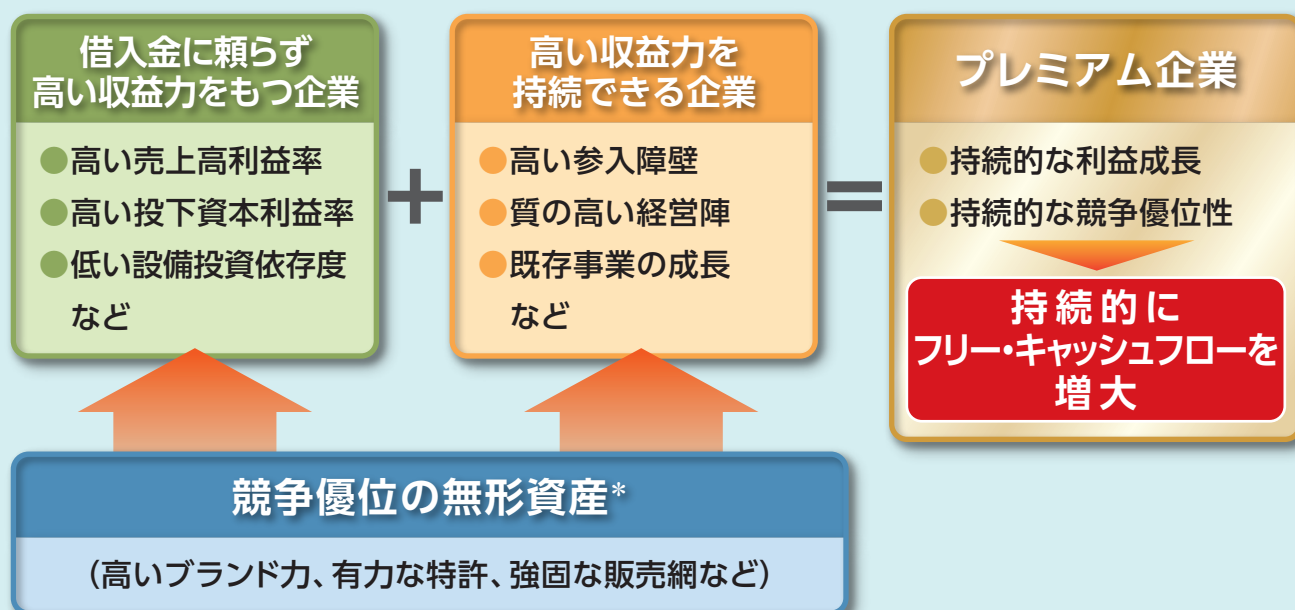 借入金に頼らず
高い収益力をもつ企業
●高い売上高利益率
●高い投下資本利益率
●低い設備投資依存度
など
+
高い収益力を
持続できる企業
●高い参入障壁
●質の高い経営陣
●既存事業の成長
など
=
プレミアム企業
●持続的な利益成長
●持続的な競争優位性
持続的に
フリー・キャッシュフローを
増大
競争優位の無形資産*
（高いブランド力、有力な特許、強固な販売網など）